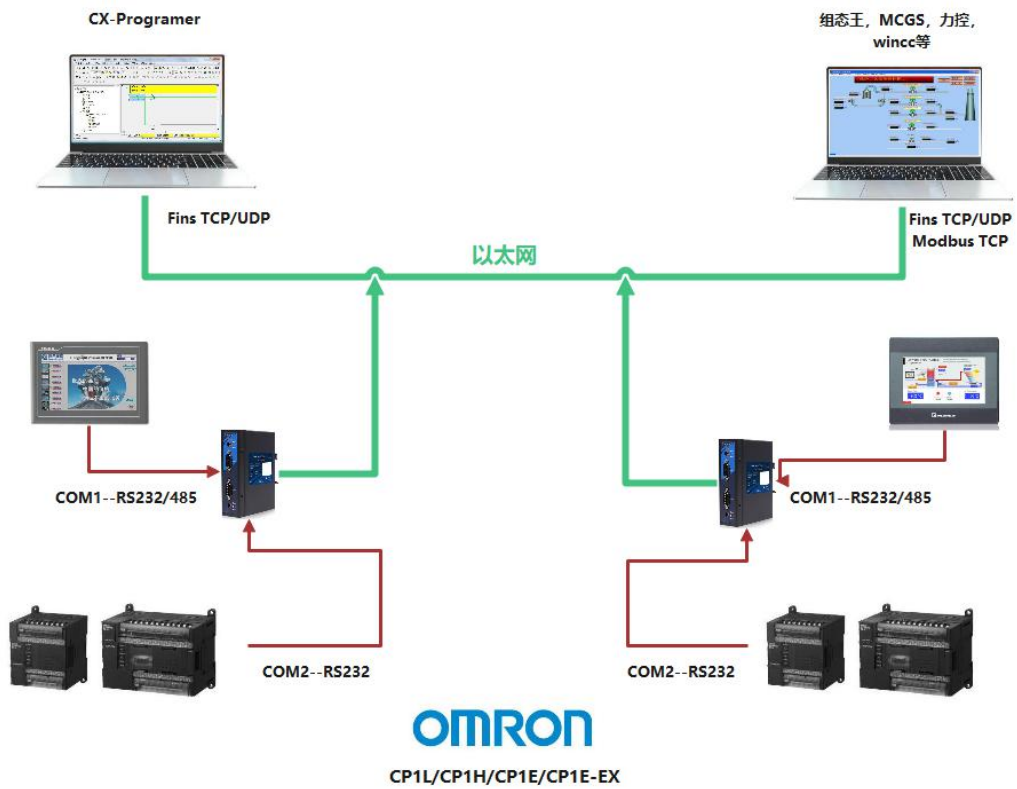 CX-Programer
组态王，MCGS，力控，
wincc等
Fins TCP/UDP
Fins TCP/UDP
Modbus TCP
以太网
COM1--RS232/485
COM1--RS232/485
COM2--RS232
COM2--RS232
OMRON
CP1L/CP1H/CP1E/CP1E-EX